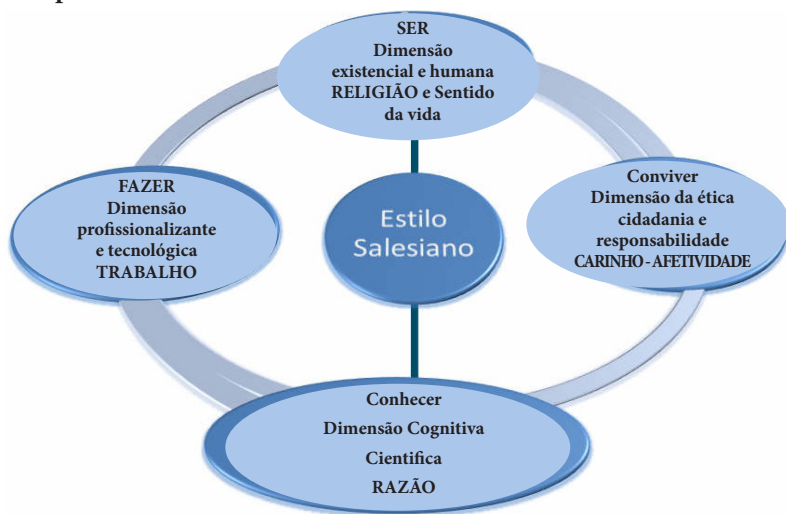 SER
Dimensão
existencial e humana
RELIGIÃO e Sentido
da vida
FAZER
Dimensão
profissionalizante
e tecnológica
TRABALHO
Estilo
Salesiano
Conviver
Dimensão da ética
cidadania e
responsabilidade
CARINHO - AFETIVIDADE
Conhecer
Dimensão Cognitiva
Cientifica
RAZÃO